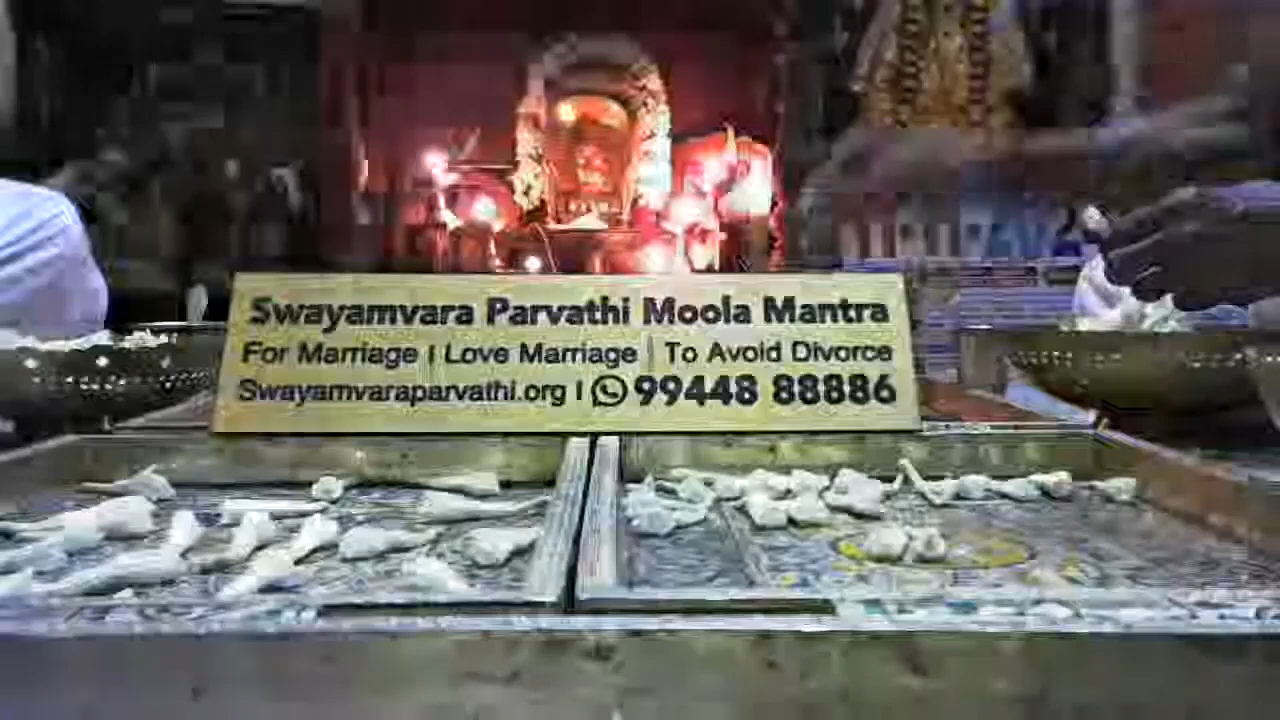 Swayamvara Parvathi Moola Mantra
For Marriage | Love Marriage | To Avoid Divorce
Swayamvaraparvathi.org | 99448 88886